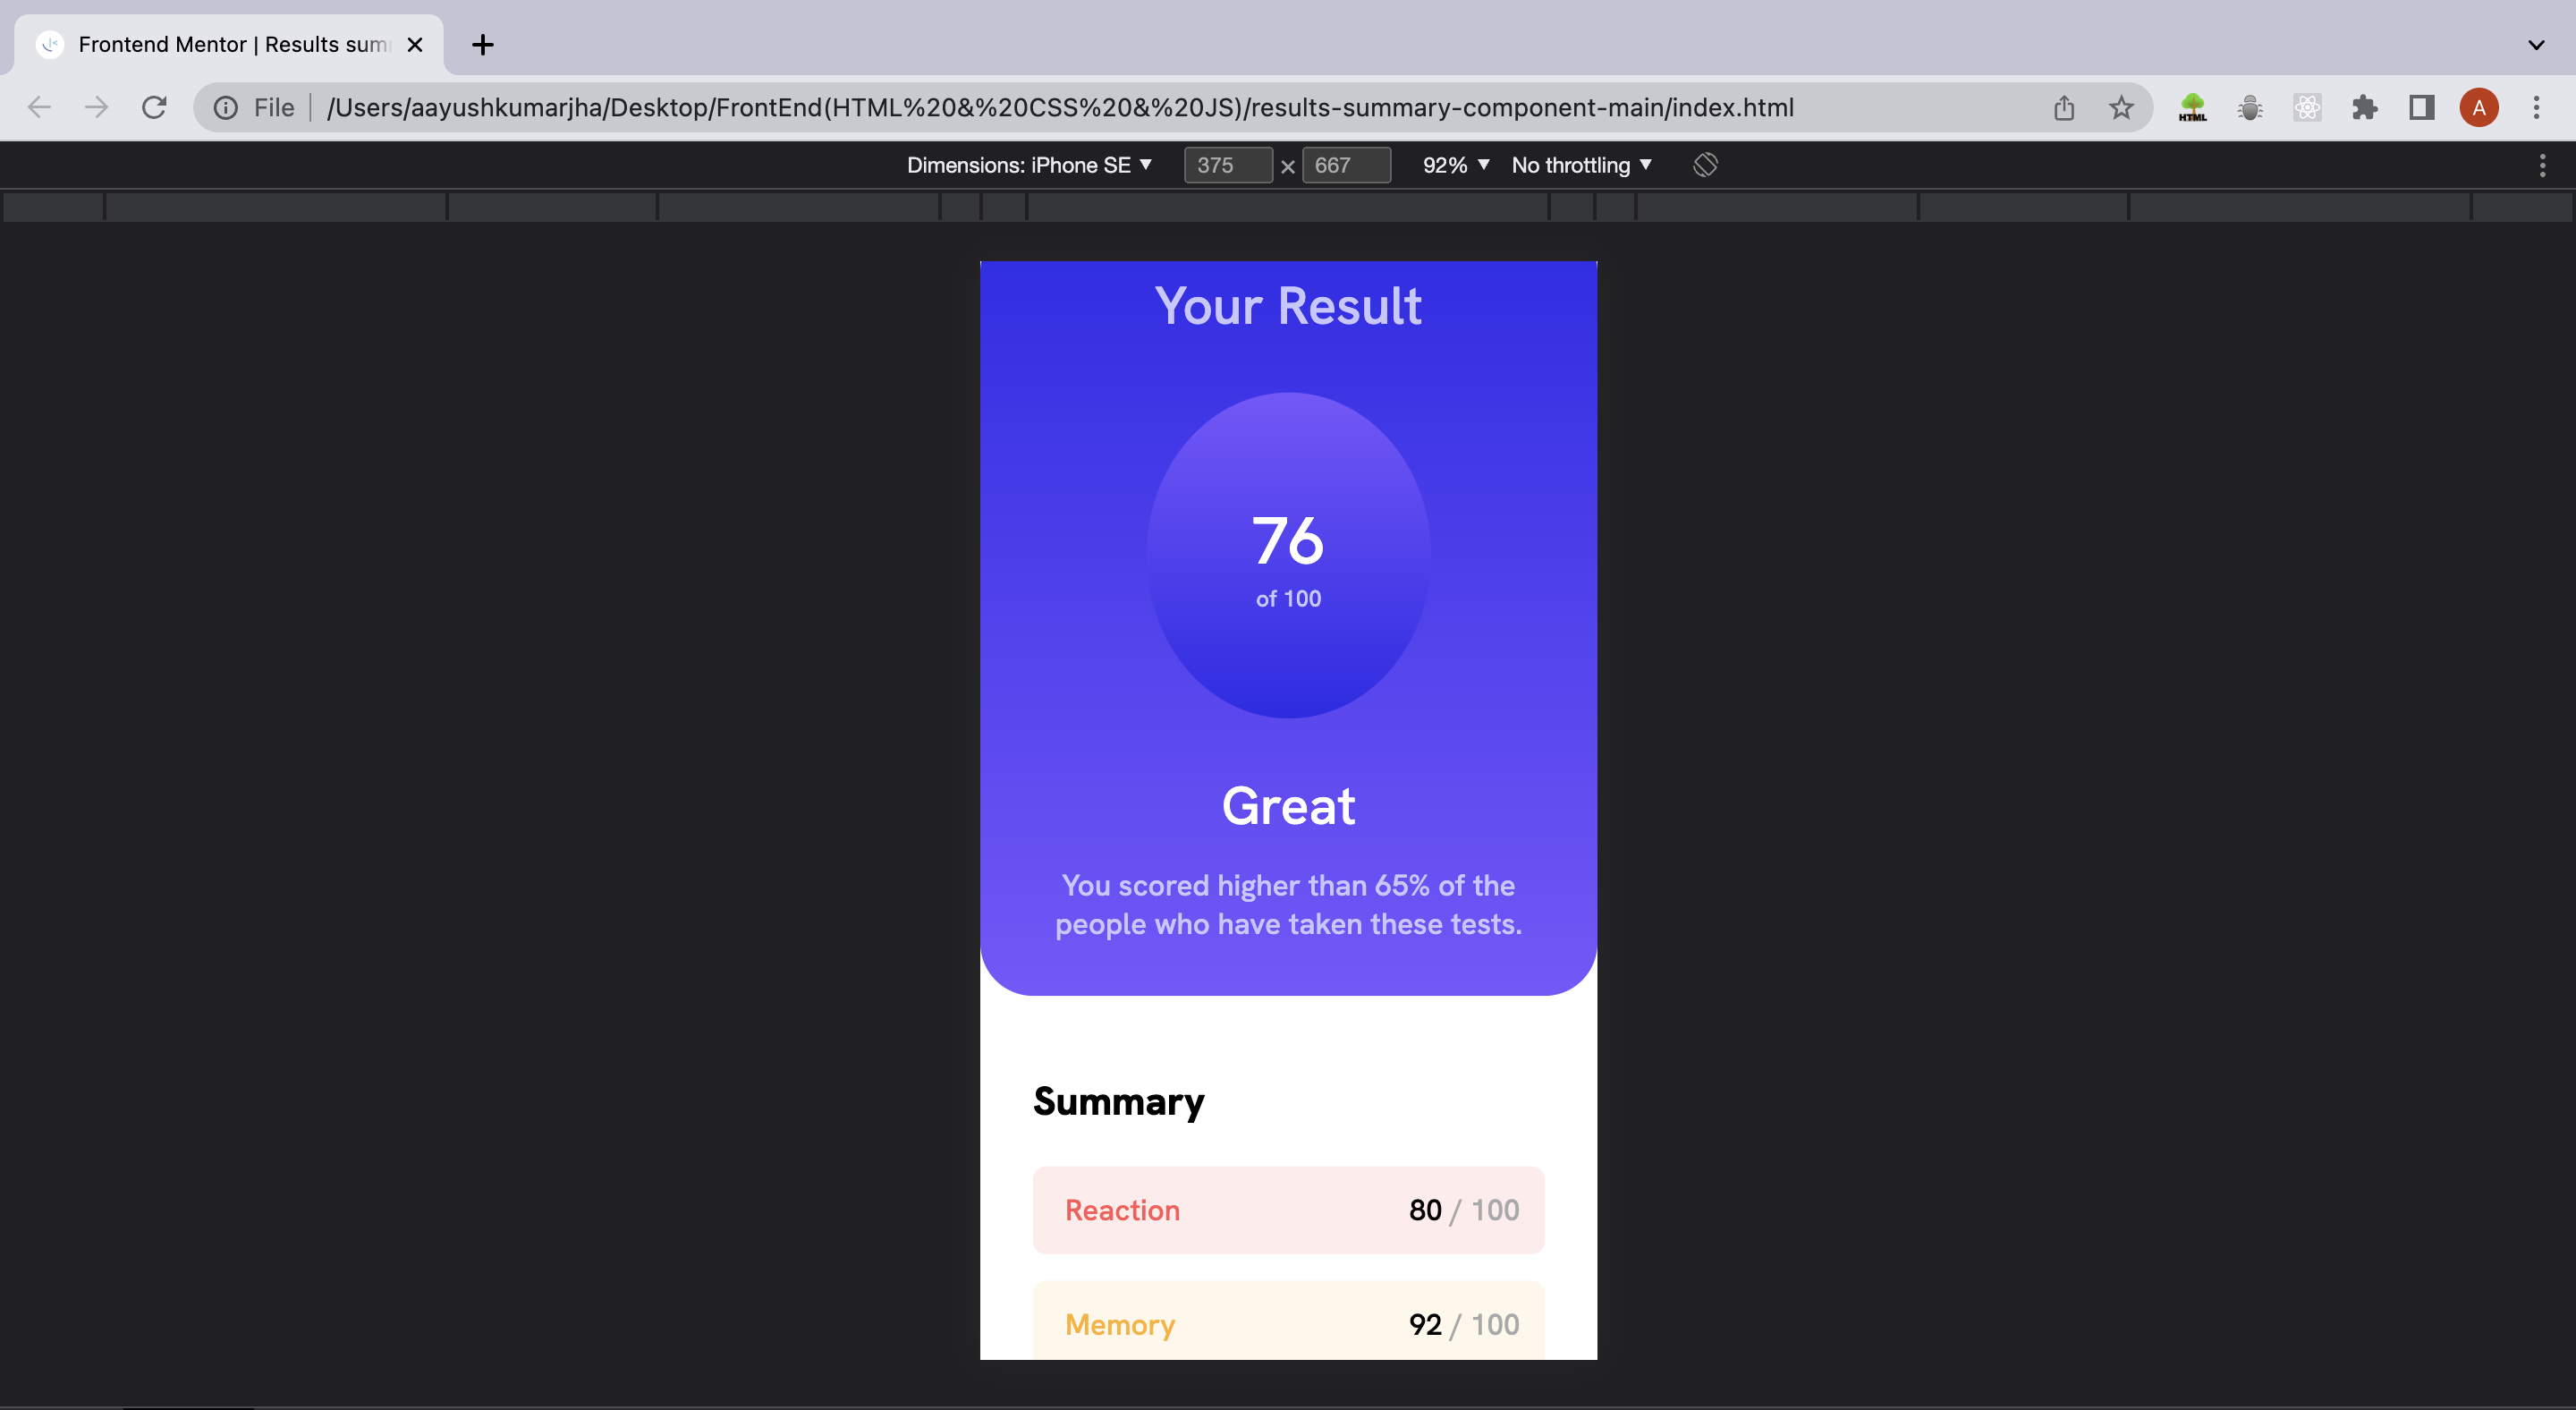 Frontend Mentor | Results sum
File
/Users/aayushkumarjha/Desktop/FrontEnd(HTML%20&%20CSS%20&%20JS)/results-summary-component-main/index.html
HTML
A
Dimensions: iPhone SE ▼ 375 × 667 92% ▼ No throttling ▼
Your Result
76
of 100
Great
You scored higher than 65% of the
people who have taken these tests.
Summary
Reaction 80 / 100
Memory 92 / 100